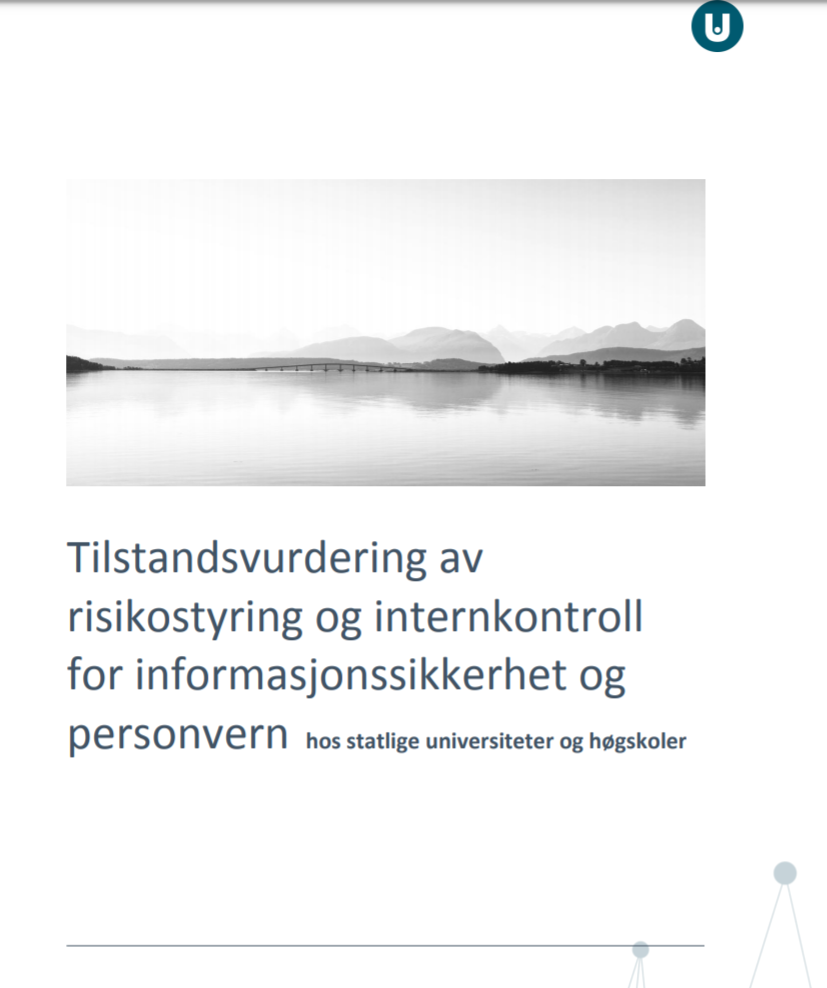 U
Tilstandsvurdering av
risikostyring og internkontroll
for informasjonssikkerhet og
personvern hos statlige universiteter og høgskoler